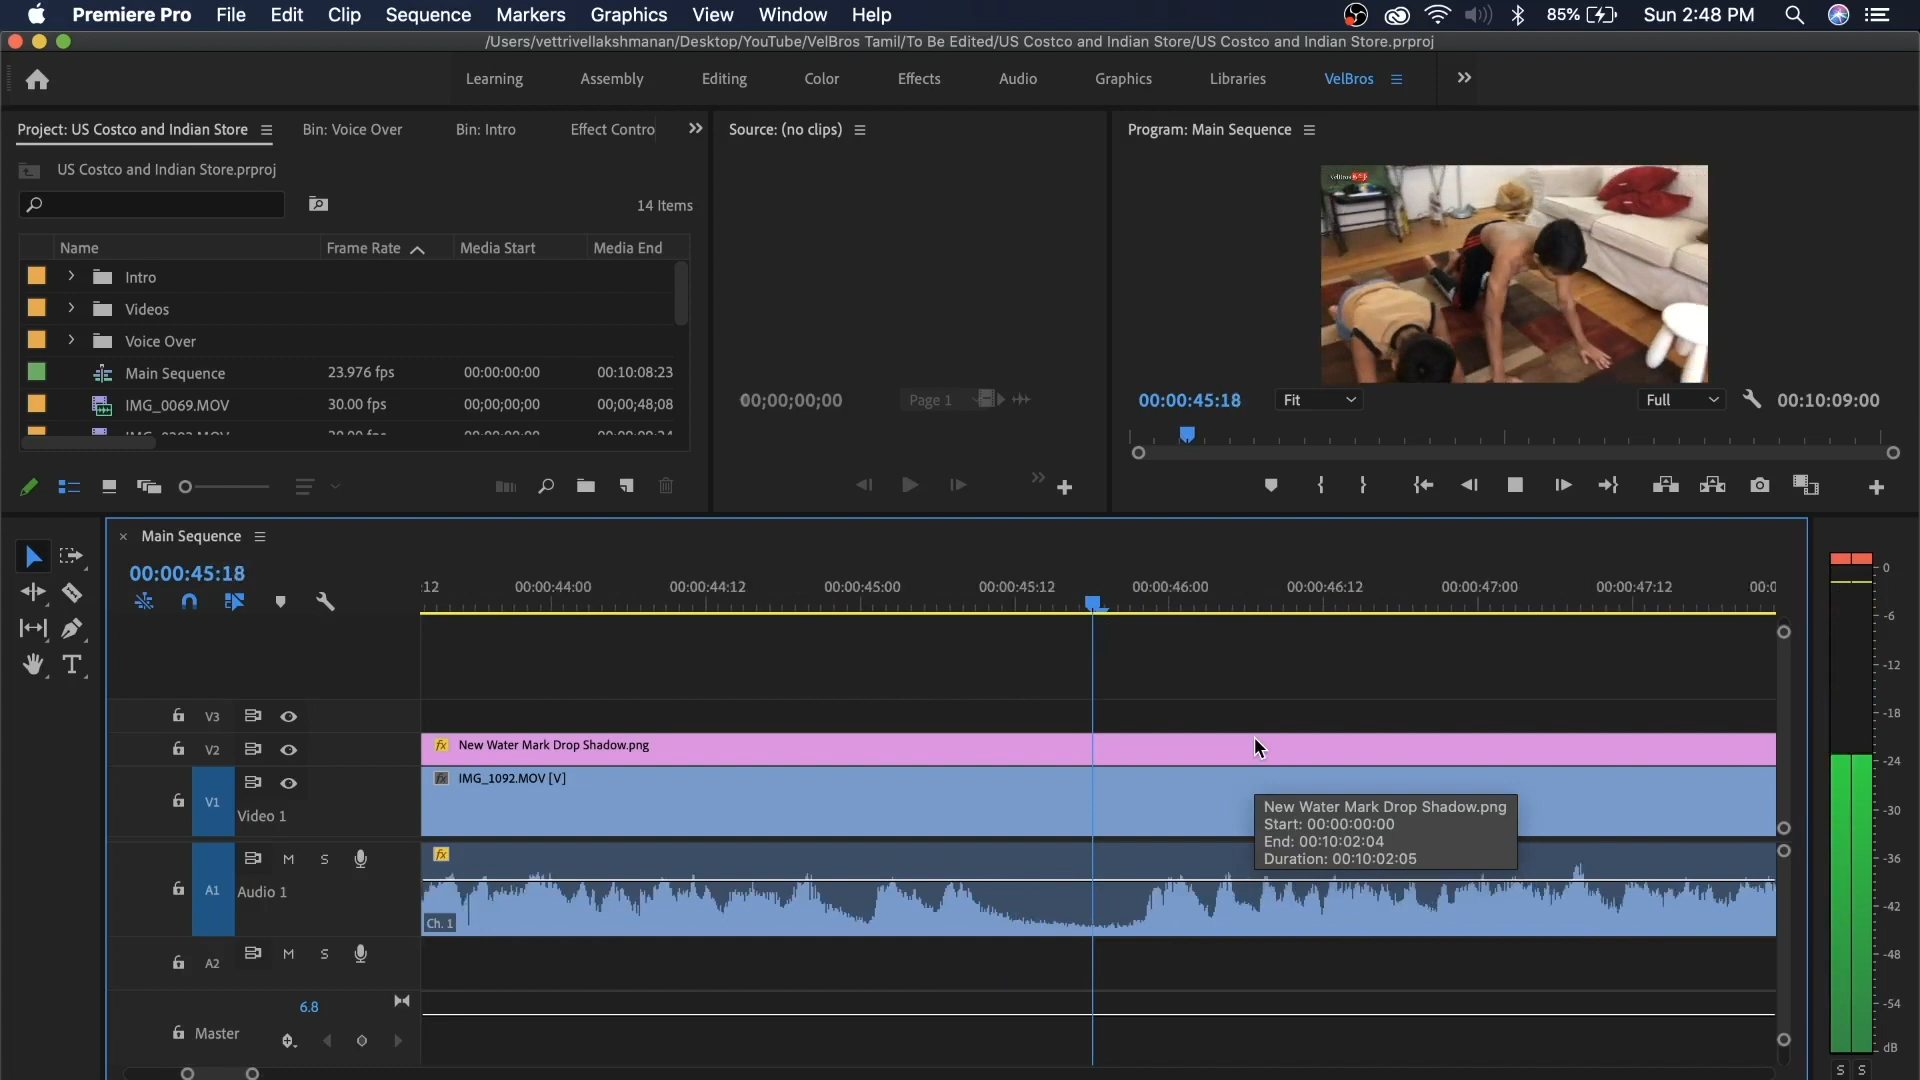 Premiere Pro File Edit Clip Sequence Markers Graphics View Window Help 85% Sun 2:48 PM
/Users/vettrivellakshmanan/Desktop/YouTube/VelBros Tamil/To Be Edited/US Costco and Indian Store/US Costco and Indian Store.prproj
Learning Assembly Editing Color Effects Audio Graphics Libraries VelBros
Project: US Costco and Indian Store Bin: Voice Over Bin: Intro Effect Contro Source: (no clips) Program: Main Sequence
US Costco and Indian Store.prproj
14 Items
Name Frame Rate Media Start Media End
Intro
Videos
Voice Over
Main Sequence 23.976 fps 00:00:00:00 00:10:08:23
IMG_0069.MOV 30.00 fps 00;00;00;00 00;00;48;08
00;00;00;00 Page 1
00:00:45:18 Fit Full 00:10:09:00
Main Sequence
00:00:45:18
:12 00:00:44:00 00:00:44:12 00:00:45:00 00:00:45:12 00:00:46:00 00:00:46:12 00:00:47:00 00:00:47:12 00:0
V3
V2 New Water Mark Drop Shadow.png
V1 IMG_1092.MOV [V]
Video 1
New Water Mark Drop Shadow.png
Start: 00:00:00:00
End: 00:10:02:04
Duration: 00:10:02:05
fx
M S
A1 Audio 1
Ch. 1
A2 M S
6.8
Master
0
-6
-12
-18
-24
-30
-36
-42
-48
-54
dB
S S